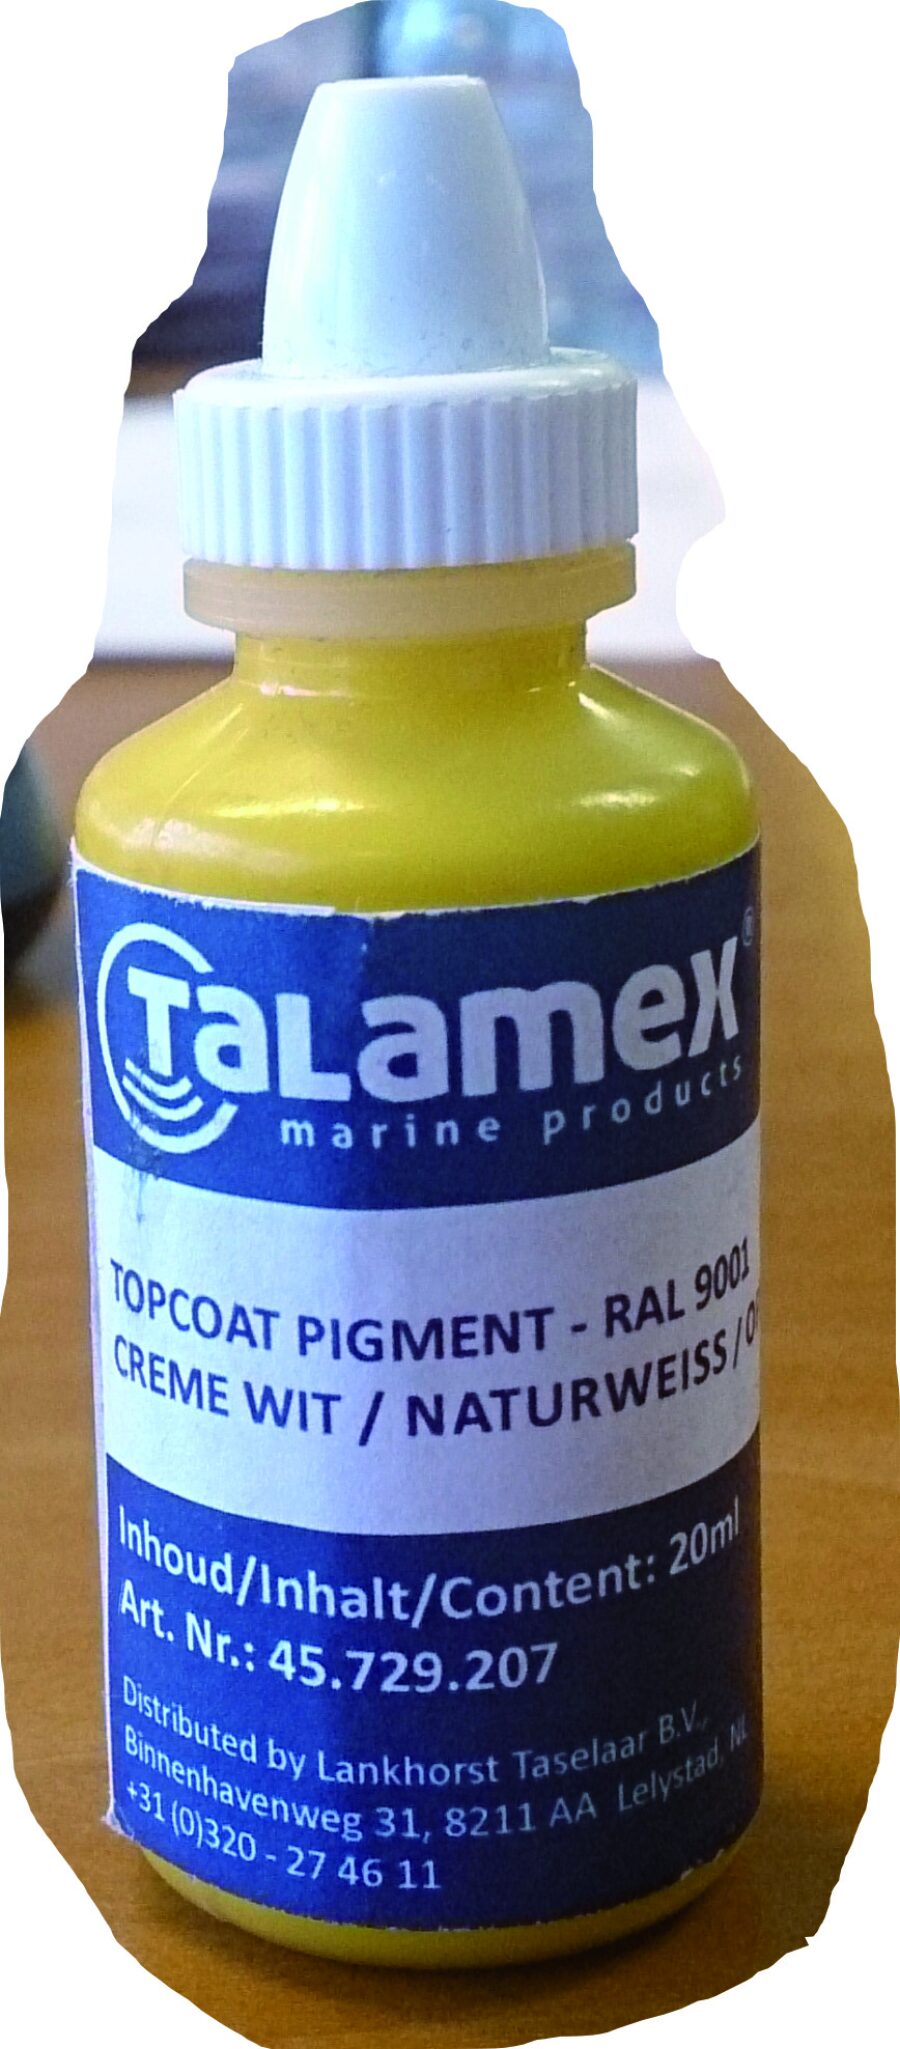 TaLamex®
marine products
TOPCOAT PIGMENT - RAL 9001
CREME WIT / NATURWEISS /
Inhoud/Inhalt/Content: 20ml
Art. Nr.: 45.729.207
Distributed by Lankhorst Taselaar B.V.,
Binnenhavenweg 31, 8211 AA Lelystad, NL
+31 (0)320 - 27 46 11